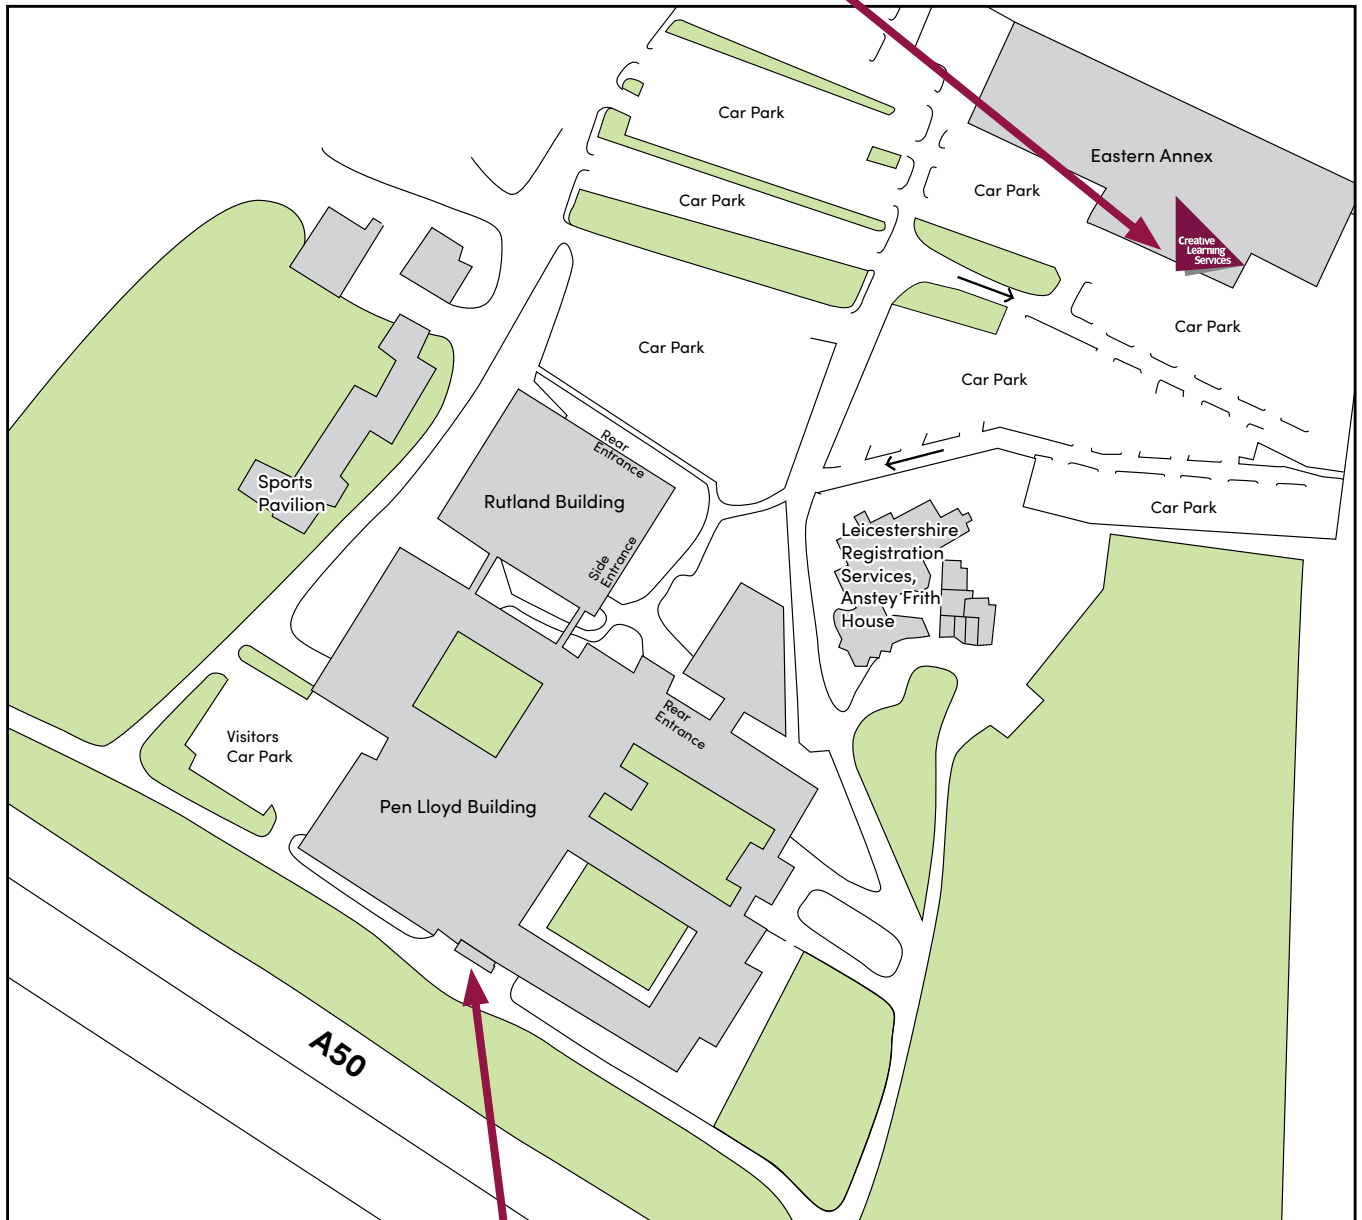 Car Park
Eastern Annex
Car Park
Car Park
Creative
Learning
Services
Car Park
Car Park
Car Park
Rear
Entrance
Sports
Pavilion
Rutland Building
Car Park
Leicestershire
Registration
Services,
Anstey Frith
House
Side
Entrance
Rear
Entrance
Visitors
Car Park
Pen Lloyd Building
A50